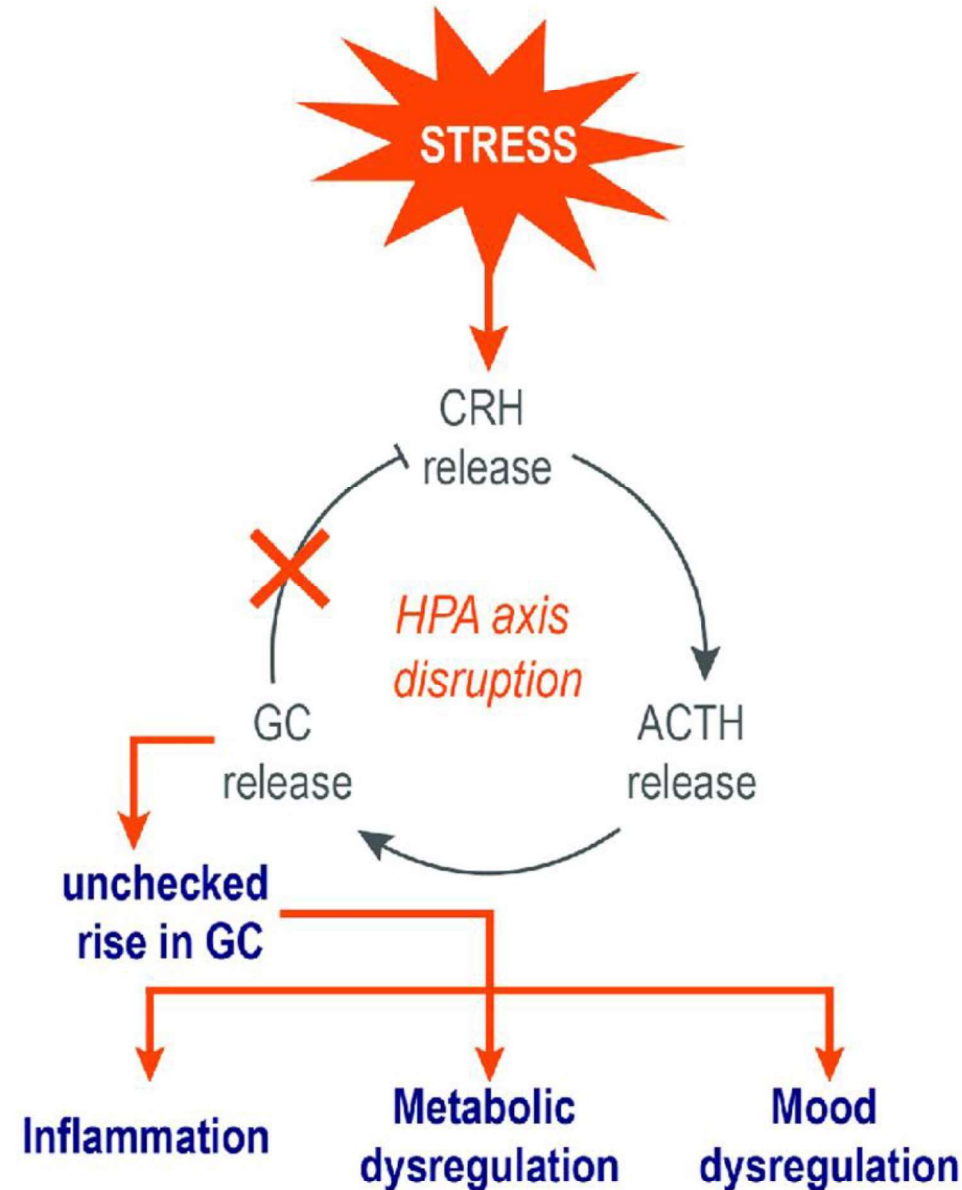 STRESS
CRH
release
HPA axis
disruption
GC
release
ACTH
release
unchecked
rise in GC
Inflammation
Metabolic
dysregulation
Mood
dysregulation